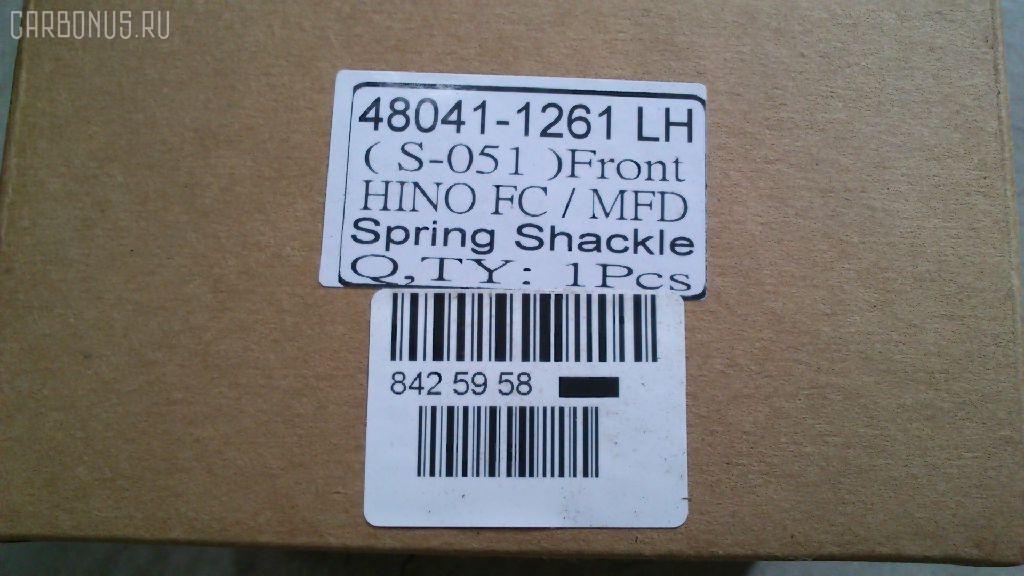 CARBONUS.RU
48041-1261 LH
( S-051 )Front
HINO FC / MFD
Spring Shackle
Q,TY: 1Pcs
842 59 58